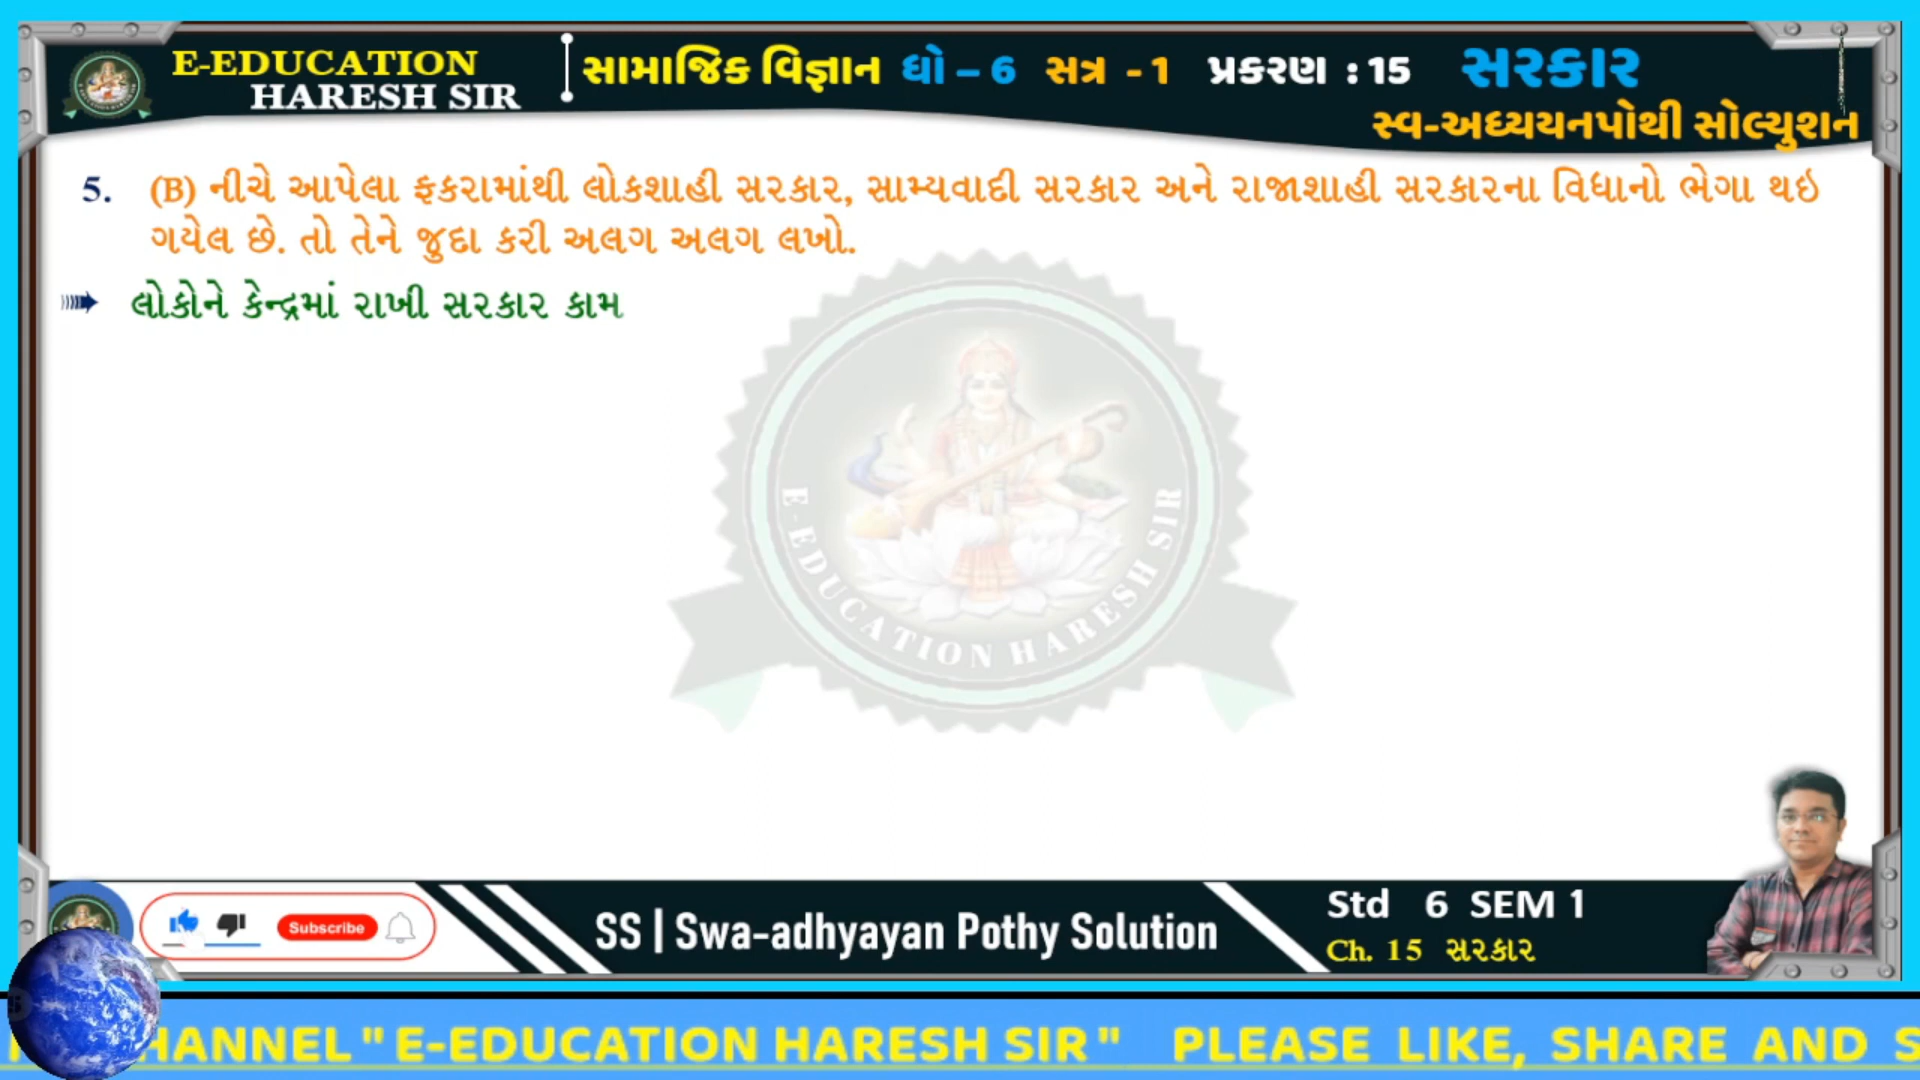 E-EDUCATION
HARESH SIR
સામાજિક વિજ્ઞાન ધો – 6 સત્ર - 1 પ્રકરણ : 15 સરકાર
સ્વ-અધ્યયનપોથી સોલ્યુશન
5. (B) નીચે આપેલા ફકરામાંથી લોકશાહી સરકાર, સામ્યવાદી સરકાર અને રાજાશાહી સરકારના વિધાનો ભેગા થઇ
ગયેલ છે. તો તેને જુદા કરી અલગ અલગ લખો.
લોકોને કેન્દ્રમાં રાખી સરકાર કામ
E-EDUCATION HARESH SIR
Subscribe
SS | Swa-adhyayan Pothy Solution
Std 6 SEM 1
Ch. 15 સરકાર
HANNEL " E-EDUCATION HARESH SIR " PLEASE LIKE, SHARE AND S